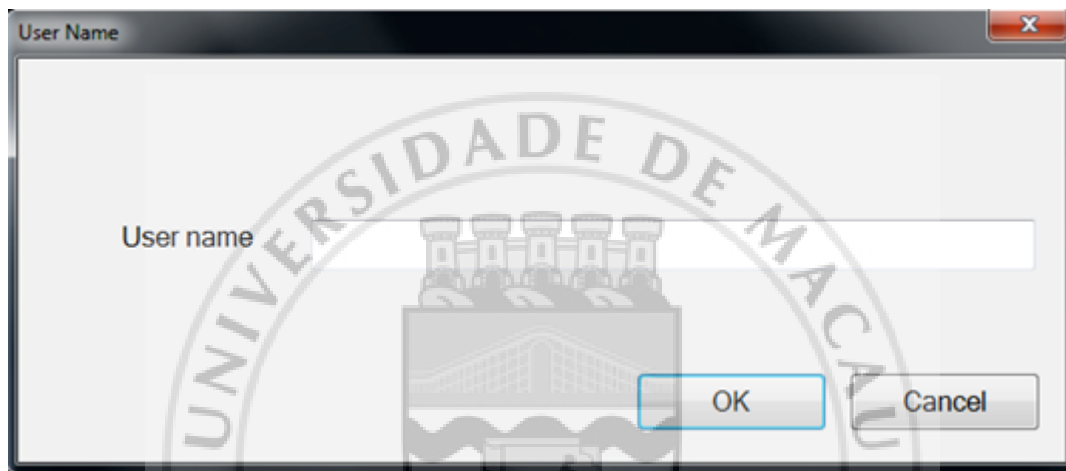 User Name
UNIVERSIDADE DE MACAU
User name
OK
Cancel